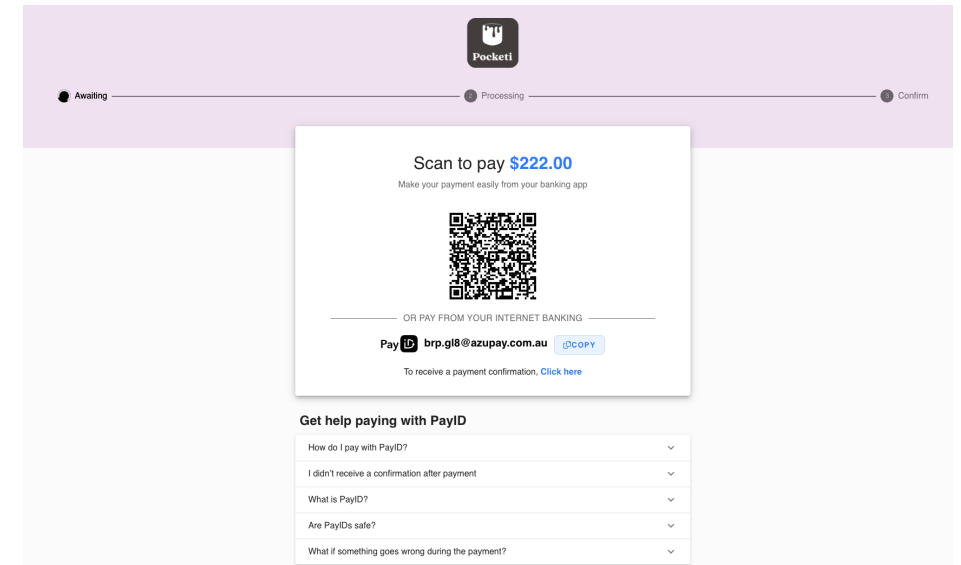 Pocketi
Awaiting
2 Processing
3 Confirm
Scan to pay $222.00
Make your payment easily from your banking app
OR PAY FROM YOUR INTERNET BANKING
Pay iD brp.gl8@azupay.com.au COPY
To receive a payment confirmation, Click here
Get help paying with PayID
How do I pay with PayID?
I didn't receive a confirmation after payment
What is PayID?
Are PayIDs safe?
What if something goes wrong during the payment?